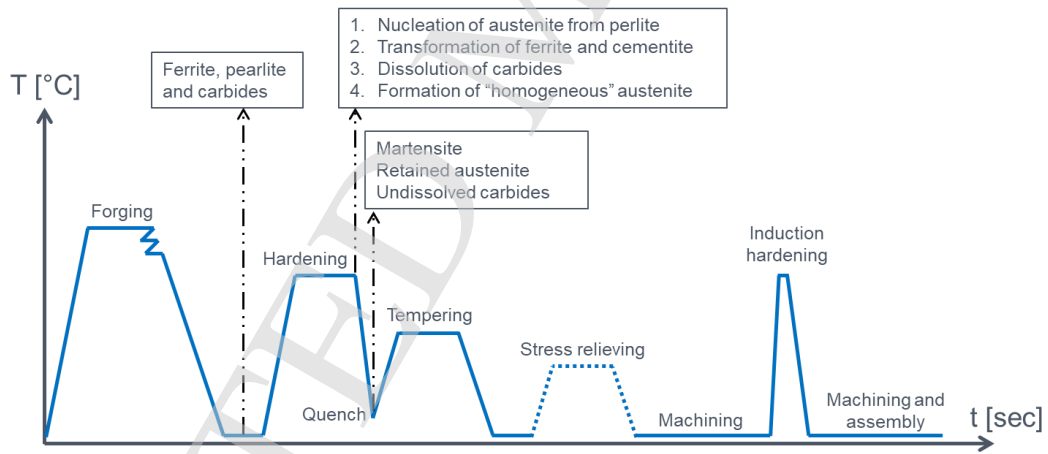 1. Nucleation of austenite from perlite
2. Transformation of ferrite and cementite
3. Dissolution of carbides
4. Formation of “homogeneous” austenite
Ferrite, pearlite
and carbides
T [°C]
Martensite
Retained austenite
Undissolved carbides
Forging
Hardening
Induction
hardening
Tempering
Stress relieving
Quench
Machining
Machining and
assembly
t [sec]
TED M